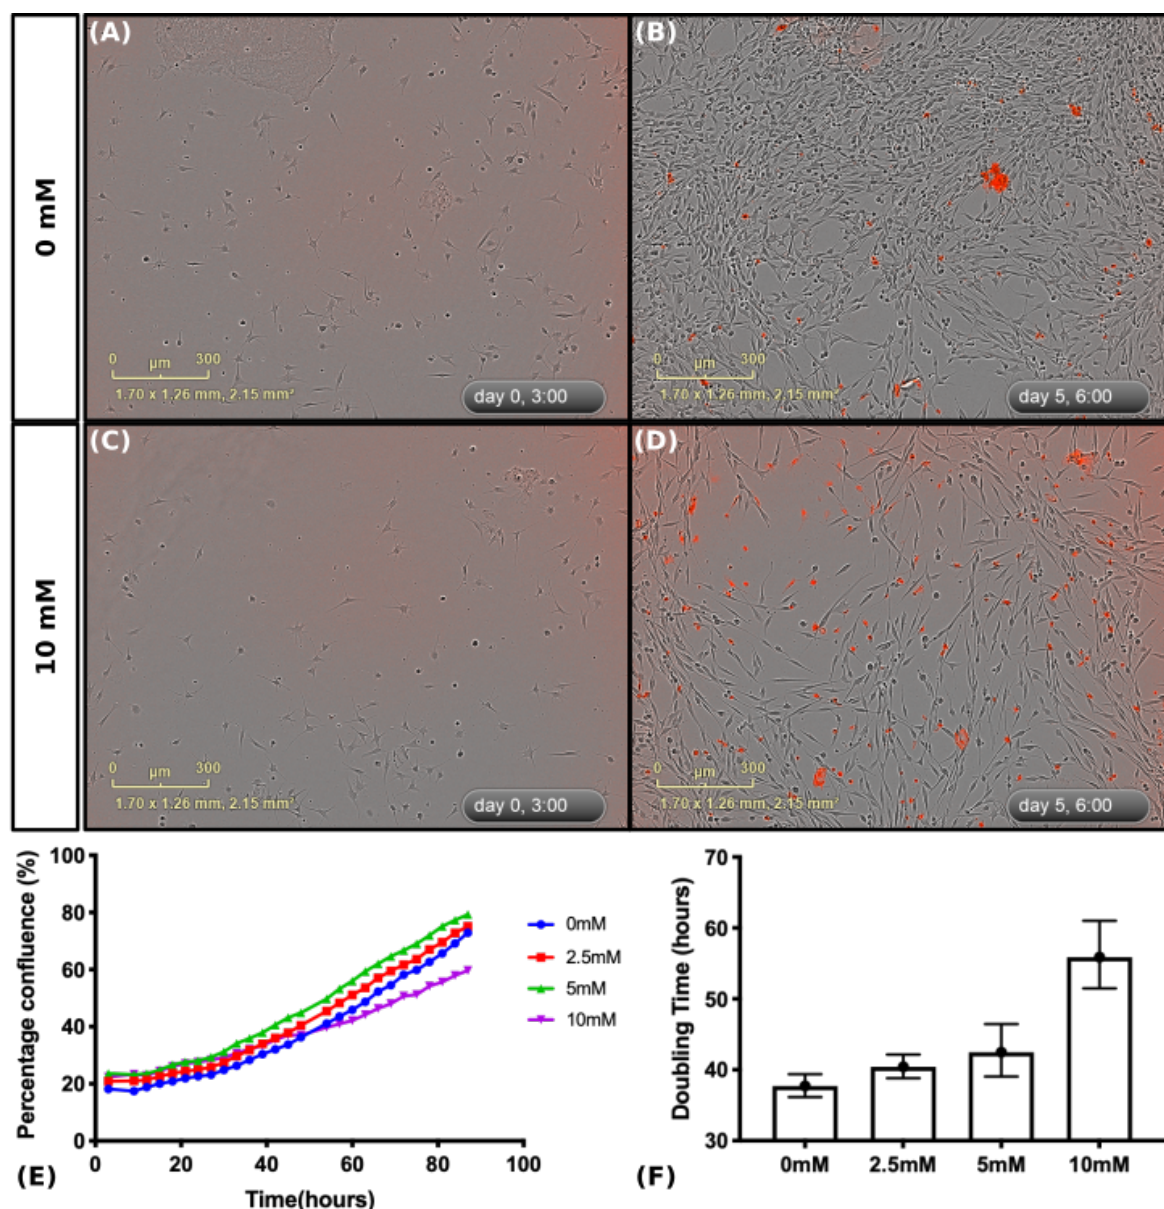 0 mM
(A)
0 µm 300
1.70 x 1.26 mm, 2.15 mm²
day 0, 3:00
(B)
0 µm 300
1.70 x 1.26 mm, 2.15 mm²
day 5, 6:00
10 mM
(C)
0 µm 300
1.70 x 1.26 mm, 2.15 mm²
day 0, 3:00
(D)
0 µm 300
1.70 x 1.26 mm, 2.15 mm²
day 5, 6:00
Percentage confluence (%)
100
80
60
40
20
0
0 20 40 60 80 100
Time(hours)
0mM
2.5mM
5mM
10mM
(E)
Doubling Time (hours)
70
60
50
40
30
0mM 2.5mM 5mM 10mM
(F)